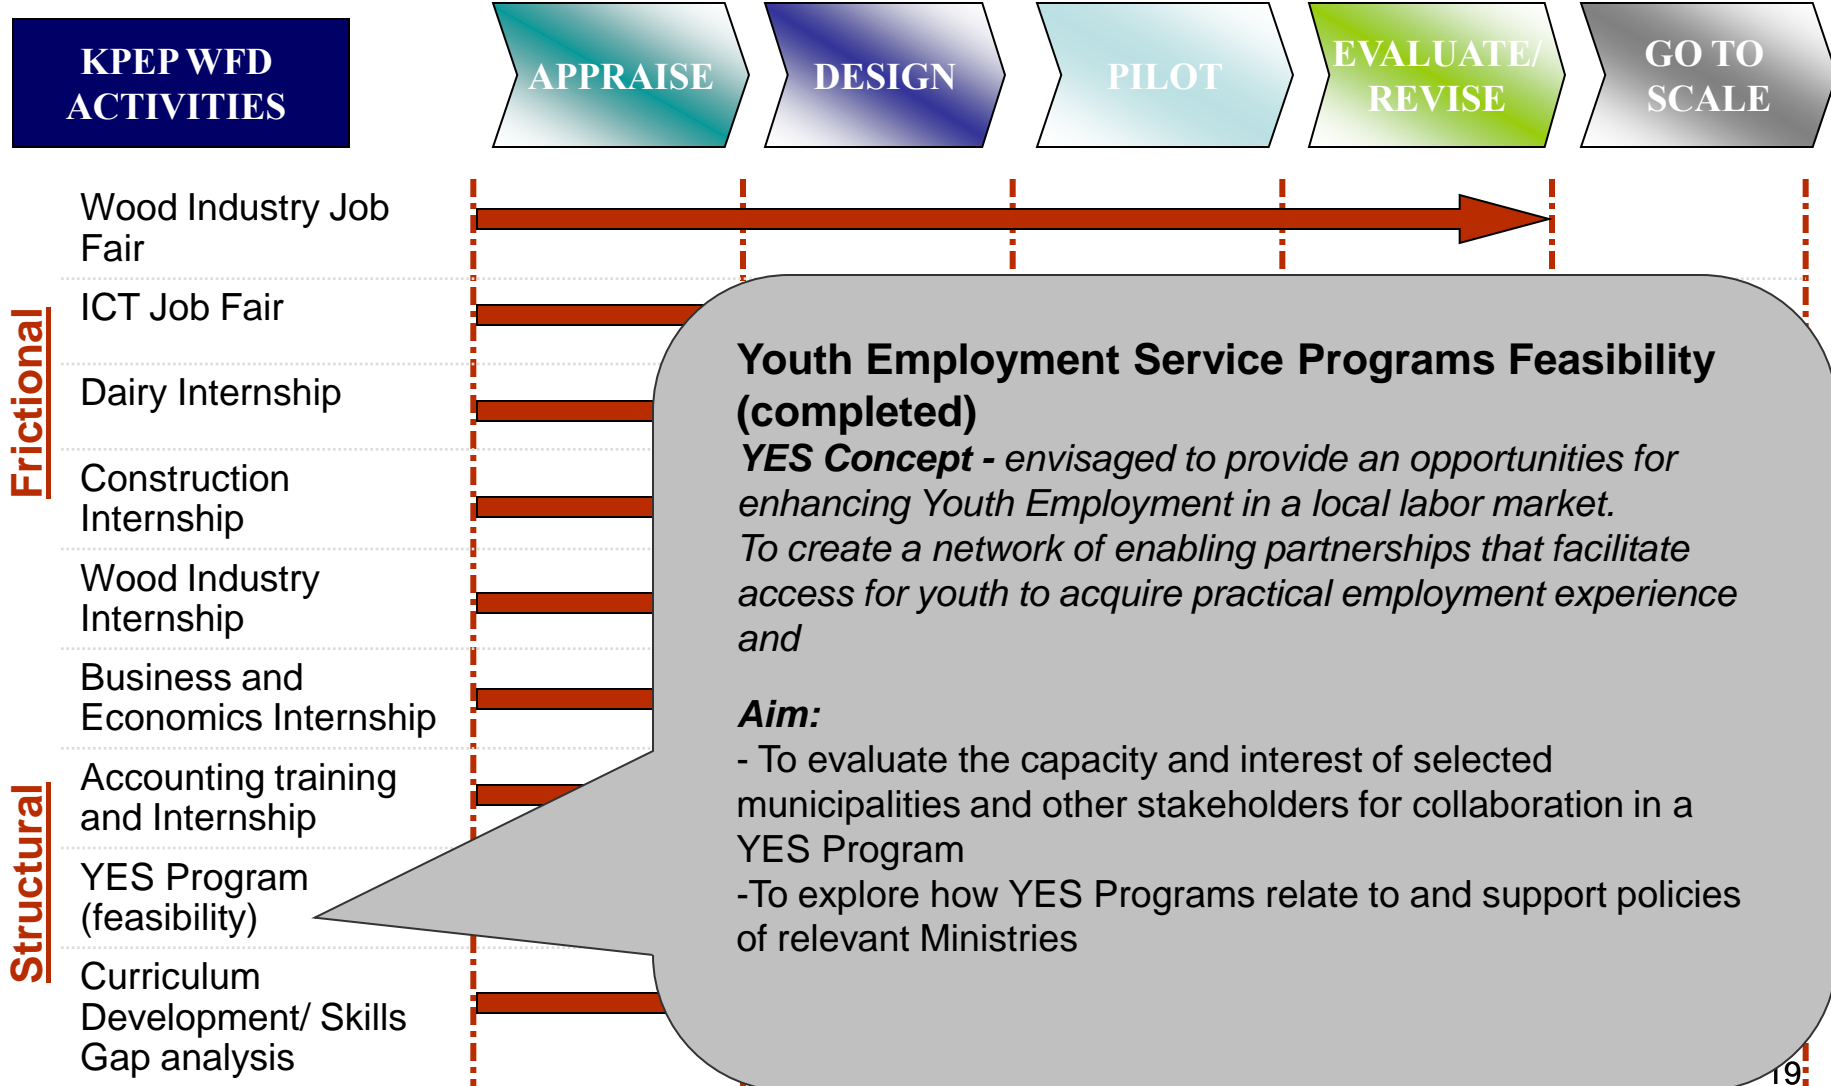 KPEP WFD
ACTIVITIES
APPRAISE
DESIGN
PILOT
EVALUATE/
REVISE
GO TO
SCALE
Frictional
Wood Industry Job
Fair
ICT Job Fair
Dairy Internship
Construction
Internship
Wood Industry
Internship
Business and
Economics Internship
Structural
Accounting training
and Internship
YES Program
(feasibility)
Curriculum
Development/ Skills
Gap analysis
Youth Employment Service Programs Feasibility
(completed)
YES Concept - envisaged to provide an opportunities for
enhancing Youth Employment in a local labor market.
To create a network of enabling partnerships that facilitate
access for youth to acquire practical employment experience
and
Aim:
- To evaluate the capacity and interest of selected
municipalities and other stakeholders for collaboration in a
YES Program
-To explore how YES Programs relate to and support policies
of relevant Ministries
19